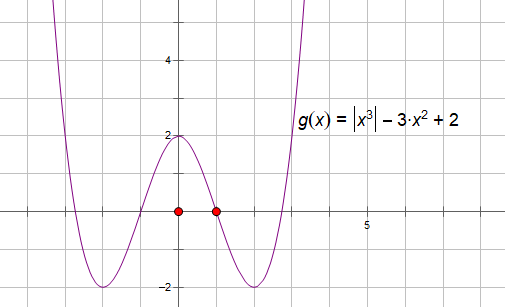 4
g(x) = |x³| − 3·x² + 2
2
5
−2